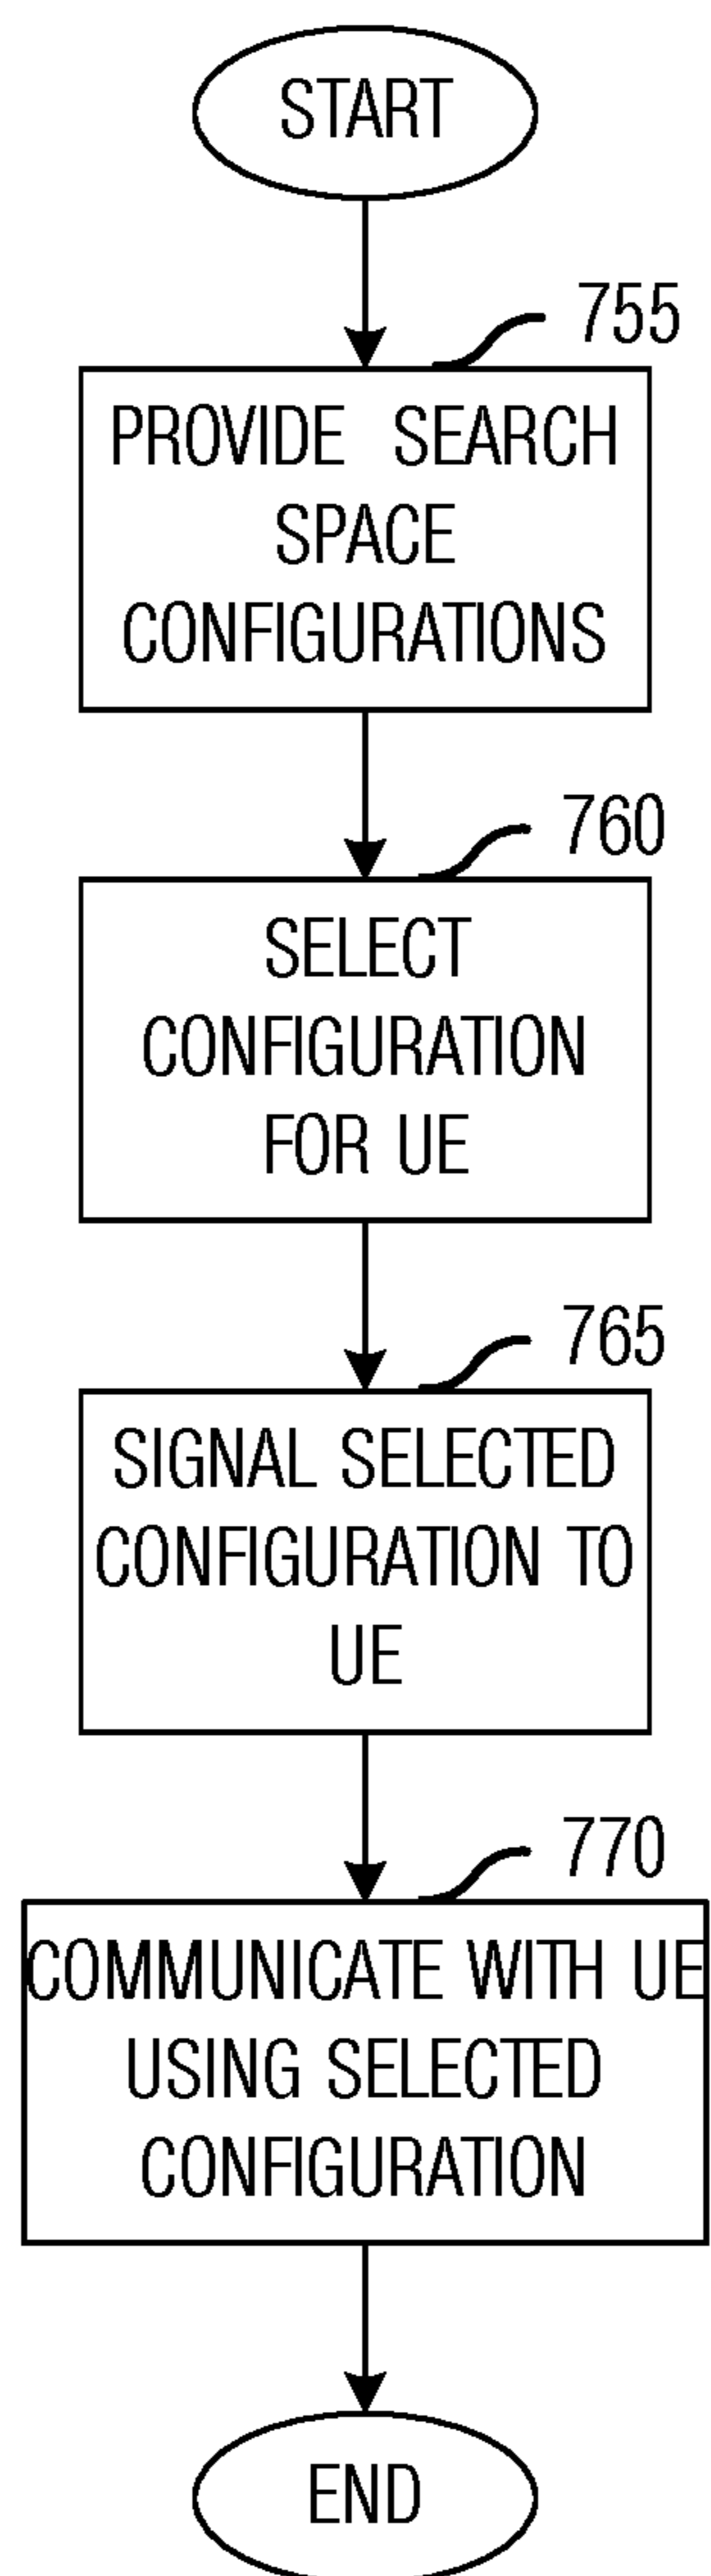 START
755
PROVIDE SEARCH
SPACE
CONFIGURATIONS
760
SELECT
CONFIGURATION
FOR UE
765
SIGNAL SELECTED
CONFIGURATION TO
UE
770
COMMUNICATE WITH UE
USING SELECTED
CONFIGURATION
END